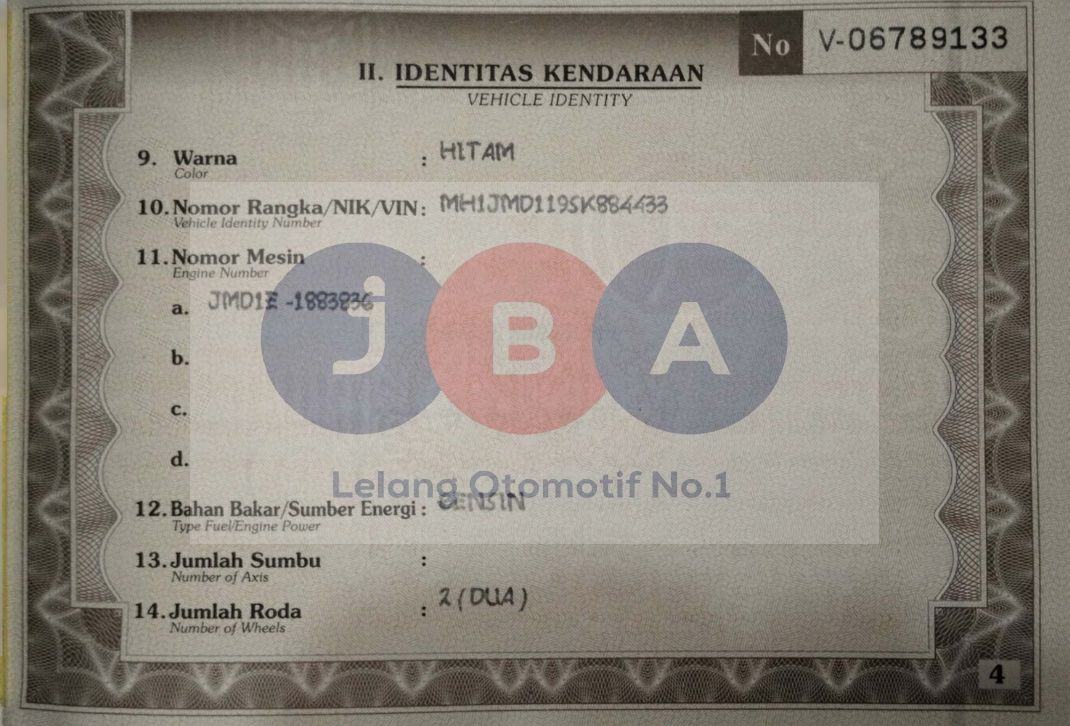 No V-06789133
II. IDENTITAS KENDARAAN
VEHICLE IDENTITY
9. Warna : HITAM
Color
10. Nomor Rangka/NIK/VIN : MH1JMD119SK884433
Vehicle Identity Number
11. Nomor Mesin :
Engine Number
a. JMD1E -1883836
b.
c.
d.
JBA
Lelang Otomotif No.1
12. Bahan Bakar/Sumber Energi : BENSIN
Type Fuel/Engine Power
13. Jumlah Sumbu :
Number of Axis
14. Jumlah Roda : 2 (DUA)
Number of Wheels
4